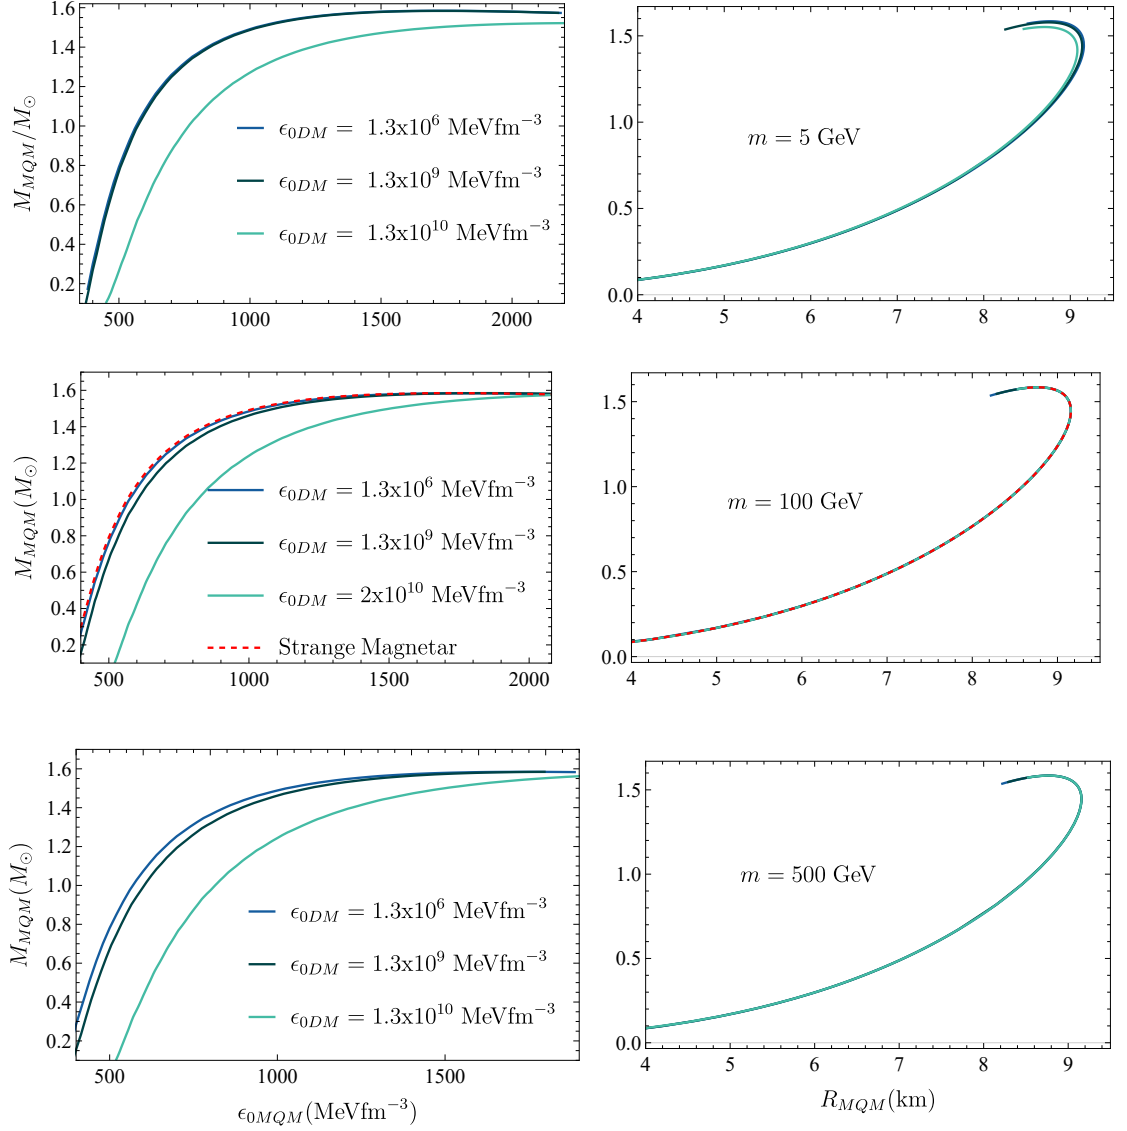 1.6
1.4
1.2
1.0
0.8
0.6
0.4
0.2
M_{MQM}/M_⊙
ϵ_{0DM} = 1.3x10^6 MeVfm^{−3}
ϵ_{0DM} = 1.3x10^9 MeVfm^{−3}
ϵ_{0DM} = 1.3x10^{10} MeVfm^{−3}
500 1000 1500 2000
1.5
1.0
0.5
0.0
m = 5 GeV
4 5 6 7 8 9
1.6
1.4
1.2
1.0
0.8
0.6
0.4
0.2
M_{MQM}(M_⊙)
ϵ_{0DM} = 1.3x10^6 MeVfm^{−3}
ϵ_{0DM} = 1.3x10^9 MeVfm^{−3}
ϵ_{0DM} = 2x10^{10} MeVfm^{−3}
Strange Magnetar
500 1000 1500 2000
1.5
1.0
0.5
0.0
m = 100 GeV
4 5 6 7 8 9
1.6
1.4
1.2
1.0
0.8
0.6
0.4
0.2
M_{MQM}(M_⊙)
ϵ_{0DM} = 1.3x10^6 MeVfm^{−3}
ϵ_{0DM} = 1.3x10^9 MeVfm^{−3}
ϵ_{0DM} = 1.3x10^{10} MeVfm^{−3}
500 1000 1500
ϵ_{0MQM}(MeVfm^{−3})
1.5
1.0
0.5
0.0
m = 500 GeV
4 5 6 7 8 9
R_{MQM}(km)